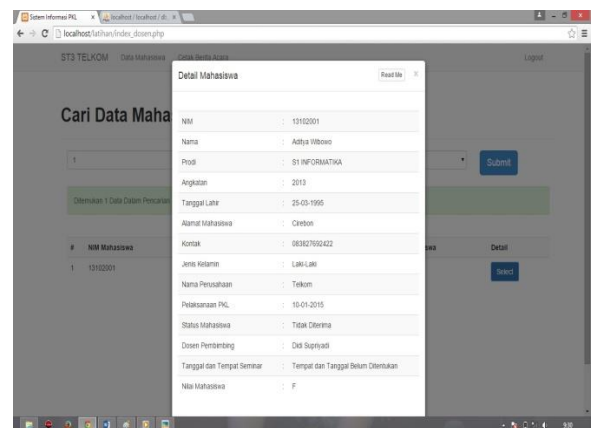 Sistem Informasi PKL
localhost / localhost / di
localhost/latihan/index_dosen.php
ST3 TELKOM Data Mahasiswa Cetak Berita Acara Logout
Detail Mahasiswa Read Me ×
Cari Data Maha
NIM : 13102001
Nama : Aditya Wibowo
1 Submit
Prodi : S1 INFORMATIKA
Angkatan : 2013
Ditemukan 1 Data Dalam Pencarian
Tanggal Lahir : 25-03-1995
Alamat Mahasiswa : Cirebon
Kontak : 083827692422
# NIM Mahasiswa swa Detail
Jenis Kelamin : Laki-Laki
1 13102001 Select
Nama Perusahaan : Telkom
Pelaksanaan PKL : 10-01-2015
Status Mahasiswa : Tidak Diterima
Dosen Pembimbing : Didi Supriyadi
Tanggal dan Tempat Seminar : Tempat dan Tanggal Belum Ditentukan
Nilai Mahasiswa : F